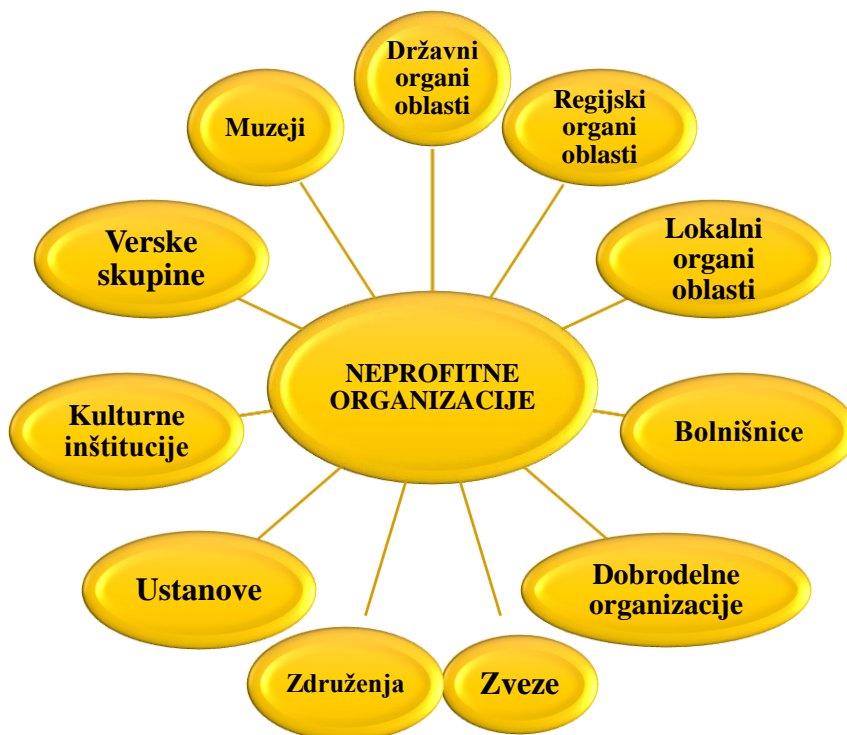 Državni
organi
oblasti
Regijski
organi
oblasti
Muzeji
Lokalni
organi
oblasti
Verske
skupine
NEPROFITNE
ORGANIZACIJE
Kulturne
inštitucije
Bolnišnice
Ustanove
Dobrodelne
organizacije
Združenja
Zveze